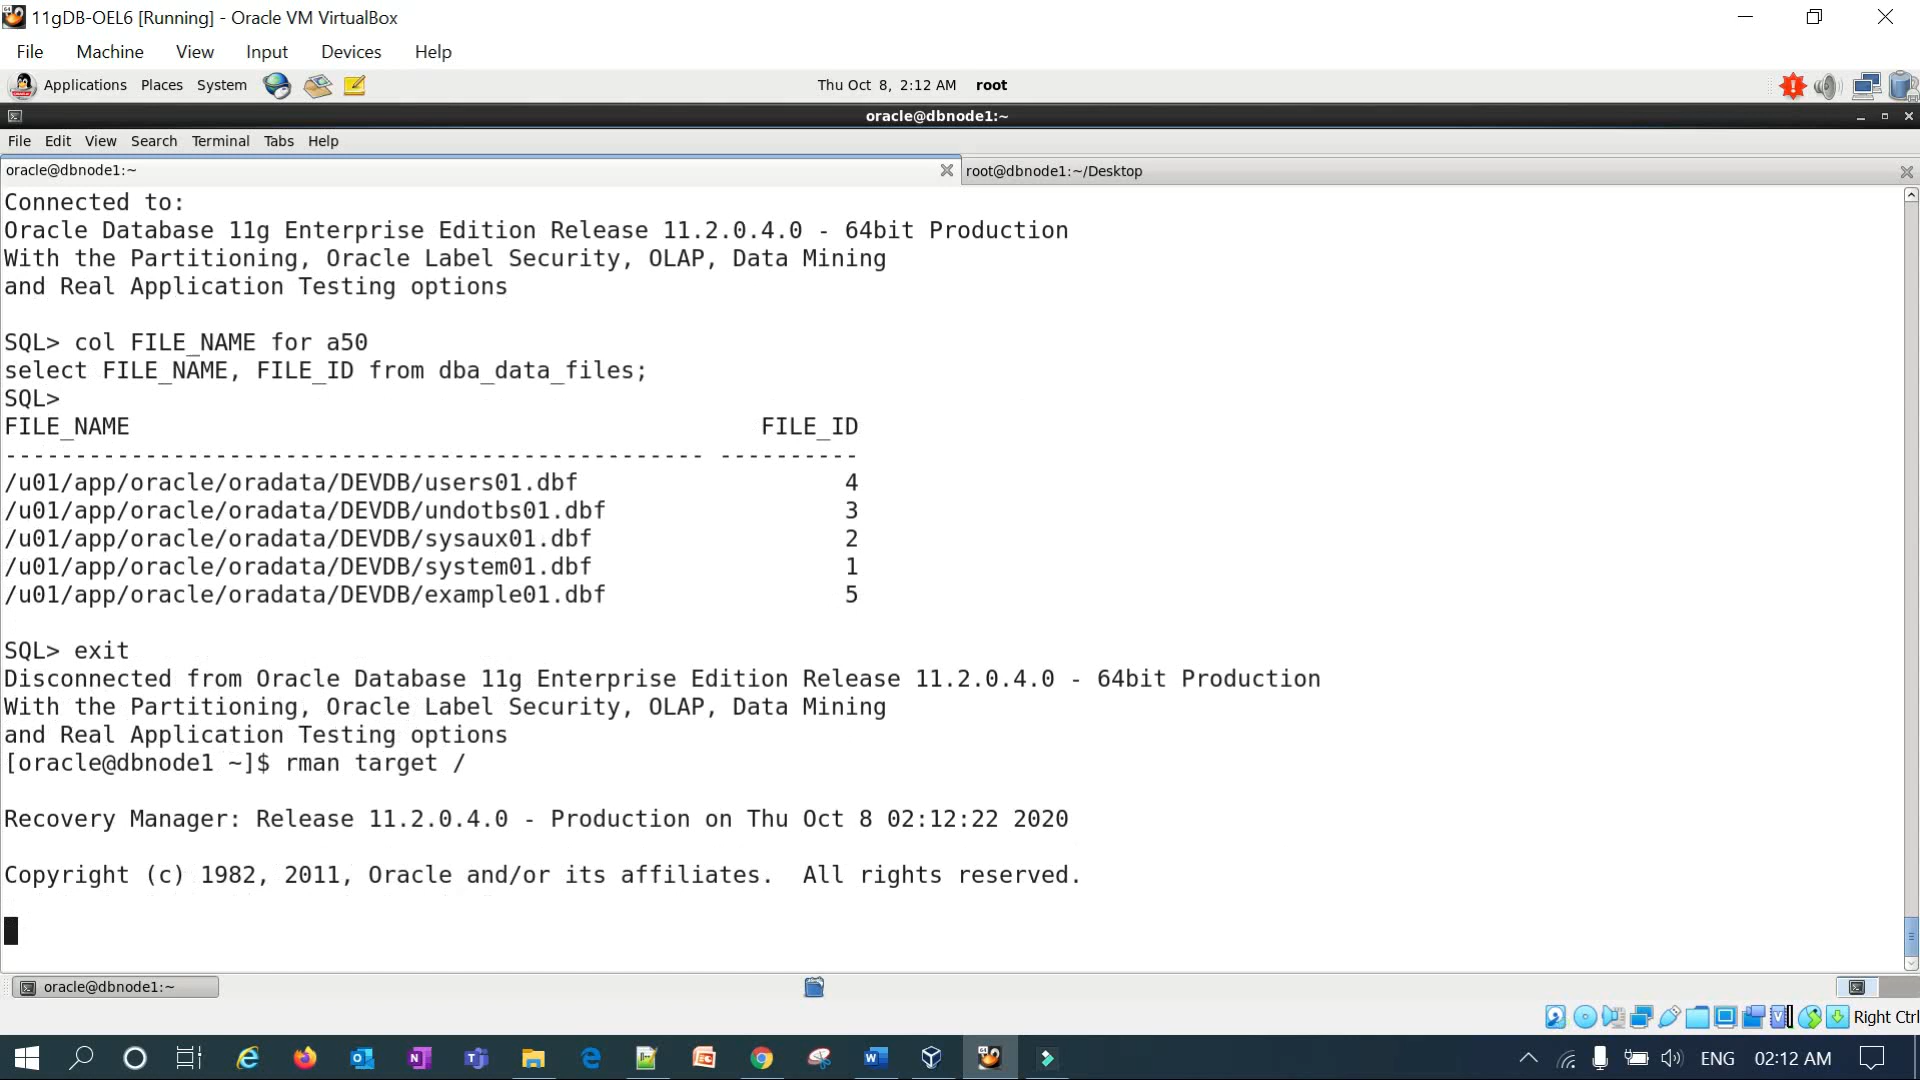 11gDB-OEL6 [Running] - Oracle VM VirtualBox
File Machine View Input Devices Help
Applications Places System Thu Oct 8, 2:12 AM root
oracle@dbnode1:~
File Edit View Search Terminal Tabs Help
oracle@dbnode1:~ root@dbnode1:~/Desktop
Connected to:
Oracle Database 11g Enterprise Edition Release 11.2.0.4.0 - 64bit Production
With the Partitioning, Oracle Label Security, OLAP, Data Mining
and Real Application Testing options
SQL> col FILE_NAME for a50
select FILE_NAME, FILE_ID from dba_data_files;
SQL>
FILE_NAME FILE_ID
-------------------------------------------------- ----------
/u01/app/oracle/oradata/DEVDB/users01.dbf 4
/u01/app/oracle/oradata/DEVDB/undotbs01.dbf 3
/u01/app/oracle/oradata/DEVDB/sysaux01.dbf 2
/u01/app/oracle/oradata/DEVDB/system01.dbf 1
/u01/app/oracle/oradata/DEVDB/example01.dbf 5
SQL> exit
Disconnected from Oracle Database 11g Enterprise Edition Release 11.2.0.4.0 - 64bit Production
With the Partitioning, Oracle Label Security, OLAP, Data Mining
and Real Application Testing options
[oracle@dbnode1 ~]$ rman target /
Recovery Manager: Release 11.2.0.4.0 - Production on Thu Oct 8 02:12:22 2020
Copyright (c) 1982, 2011, Oracle and/or its affiliates.  All rights reserved.
oracle@dbnode1:~
Right Ctrl
ENG 02:12 AM